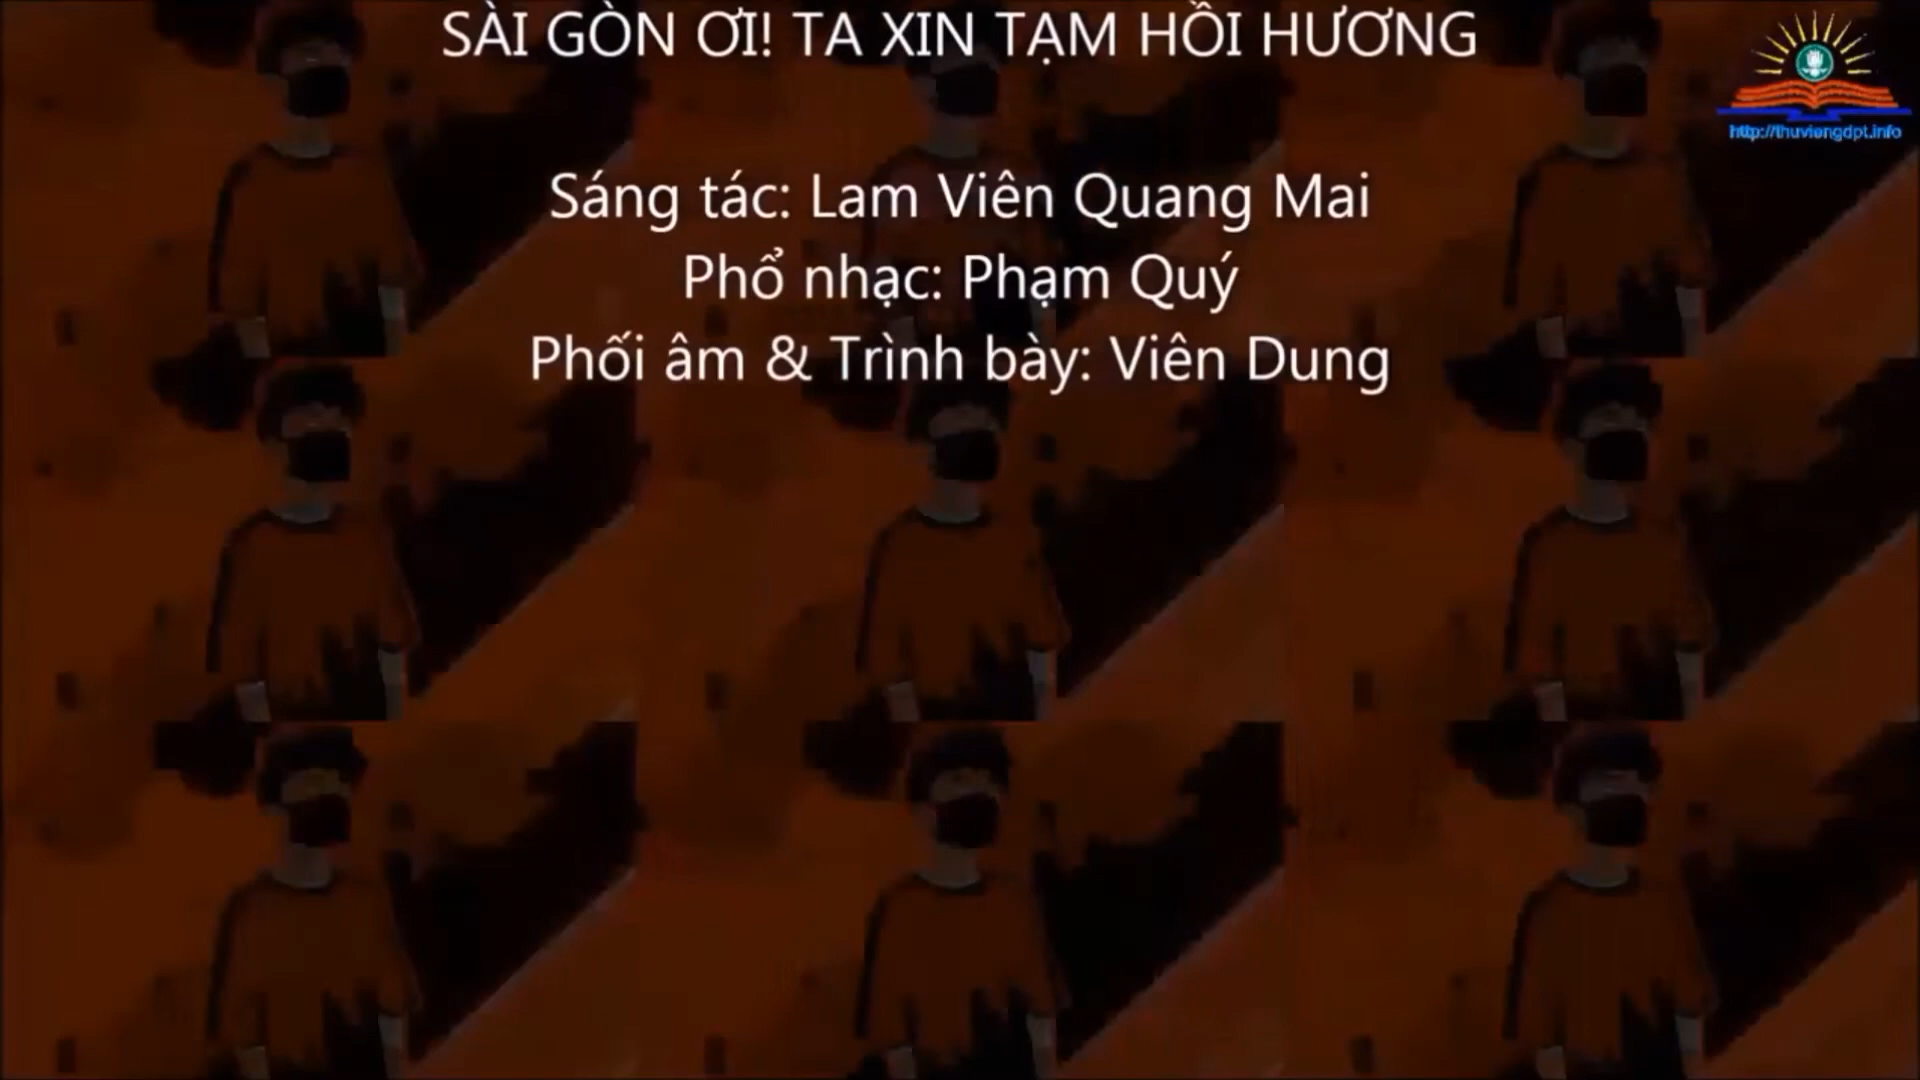 SÀI GÒN ƠI! TA XIN TẠM HỒI HƯƠNG
http://thuviengdpt.info
Sáng tác: Lam Viên Quang Mai
Phổ nhạc: Phạm Quý
Phối âm & Trình bày: Viên Dung